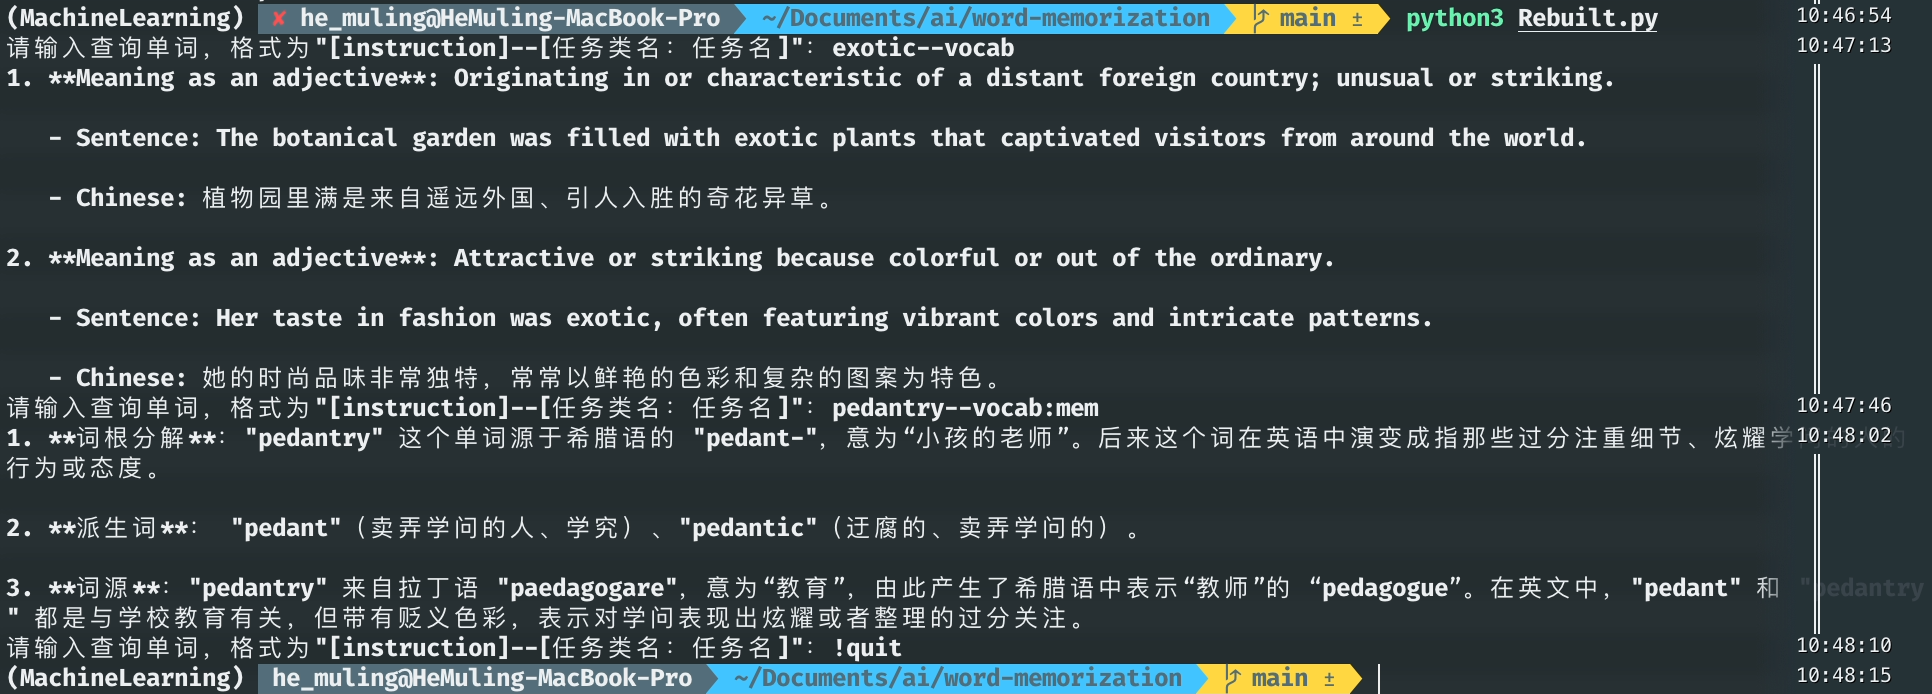 (MachineLearning) ✘ he_muling@HeMuling-MacBook-Pro ~/Documents/ai/word-memorization main ± python3 Rebuilt.py 10:46:54
请输入查询单词，格式为"[instruction]--[任务类名：任务名]"：exotic--vocab 10:47:13
1. **Meaning as an adjective**: Originating in or characteristic of a distant foreign country; unusual or striking.
- Sentence: The botanical garden was filled with exotic plants that captivated visitors from around the world.
- Chinese: 植物园里满是来自遥远外国、引人入胜的奇花异草。
2. **Meaning as an adjective**: Attractive or striking because colorful or out of the ordinary.
- Sentence: Her taste in fashion was exotic, often featuring vibrant colors and intricate patterns.
- Chinese: 她的时尚品味非常独特，常常以鲜艳的色彩和复杂的图案为特色。
请输入查询单词，格式为"[instruction]--[任务类名：任务名]"：pedantry--vocab:mem 10:47:46
1. **词根分解**："pedantry" 这个单词源于希腊语的 "pedant-"，意为“小孩的老师”。后来这个词在英语中演变成指那些过分注重细节、炫耀学 的 10:48:02
行为或态度。
2. **派生词**： "pedant"（卖弄学问的人、学究）、"pedantic"（迂腐的、卖弄学问的）。
3. **词源**："pedantry" 来自拉丁语 "paedagogare"，意为“教育”，由此产生了希腊语中表示“教师”的 “pedagogue”。在英文中，"pedant" 和 "pedantry
" 都是与学校教育有关，但带有贬义色彩，表示对学问表现出炫耀或者整理的过分关注。
请输入查询单词，格式为"[instruction]--[任务类名：任务名]"：!quit 10:48:10
(MachineLearning) he_muling@HeMuling-MacBook-Pro ~/Documents/ai/word-memorization main ± 10:48:15